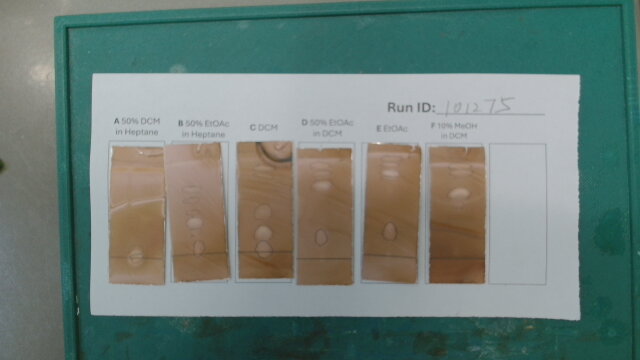 Run ID: 101275
A 50% DCM
in Heptane
B 50% EtOAc
in Heptane
C DCM
D 50% EtOAc
in DCM
E EtOAc
F 10% MeOH
in DCM